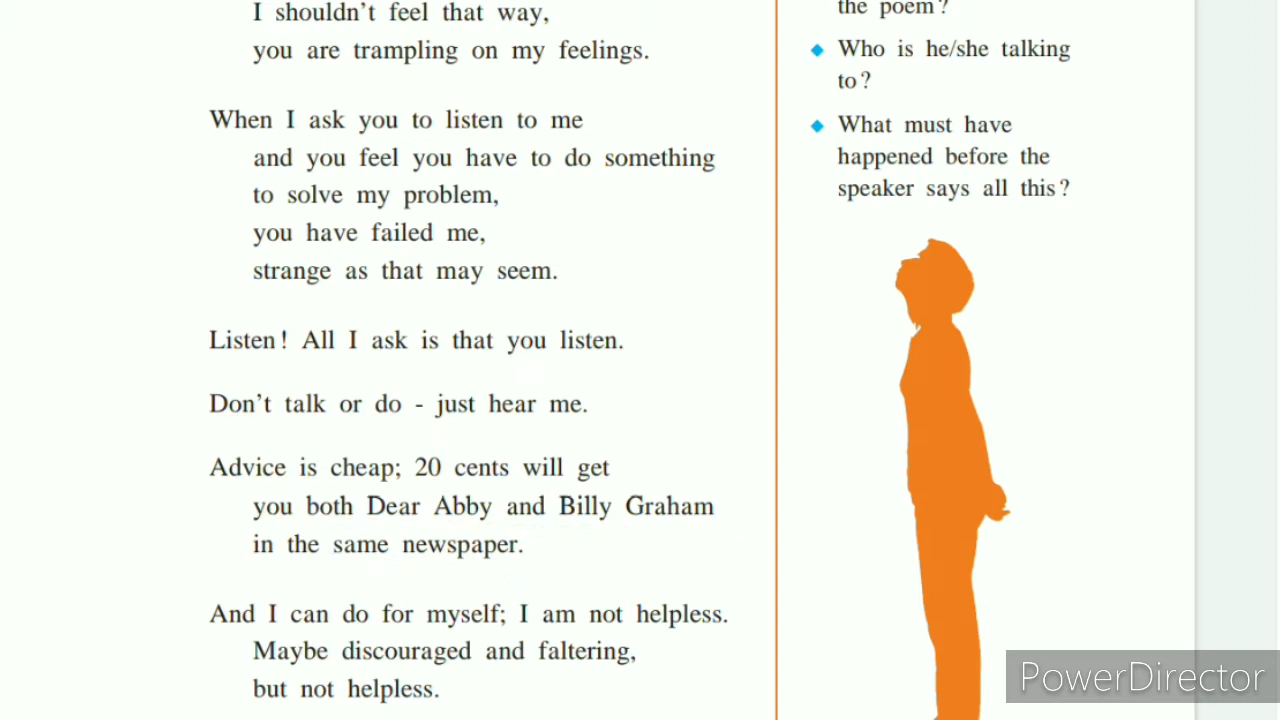 I shouldn't feel that way,
you are trampling on my feelings.
When I ask you to listen to me
and you feel you have to do something
to solve my problem,
you have failed me,
strange as that may seem.
Listen! All I ask is that you listen.
Don't talk or do - just hear me.
Advice is cheap; 20 cents will get
you both Dear Abby and Billy Graham
in the same newspaper.
And I can do for myself; I am not helpless.
Maybe discouraged and faltering,
but not helpless.
the poem?
◆ Who is he/she talking
to?
◆ What must have
happened before the
speaker says all this?
PowerDirector